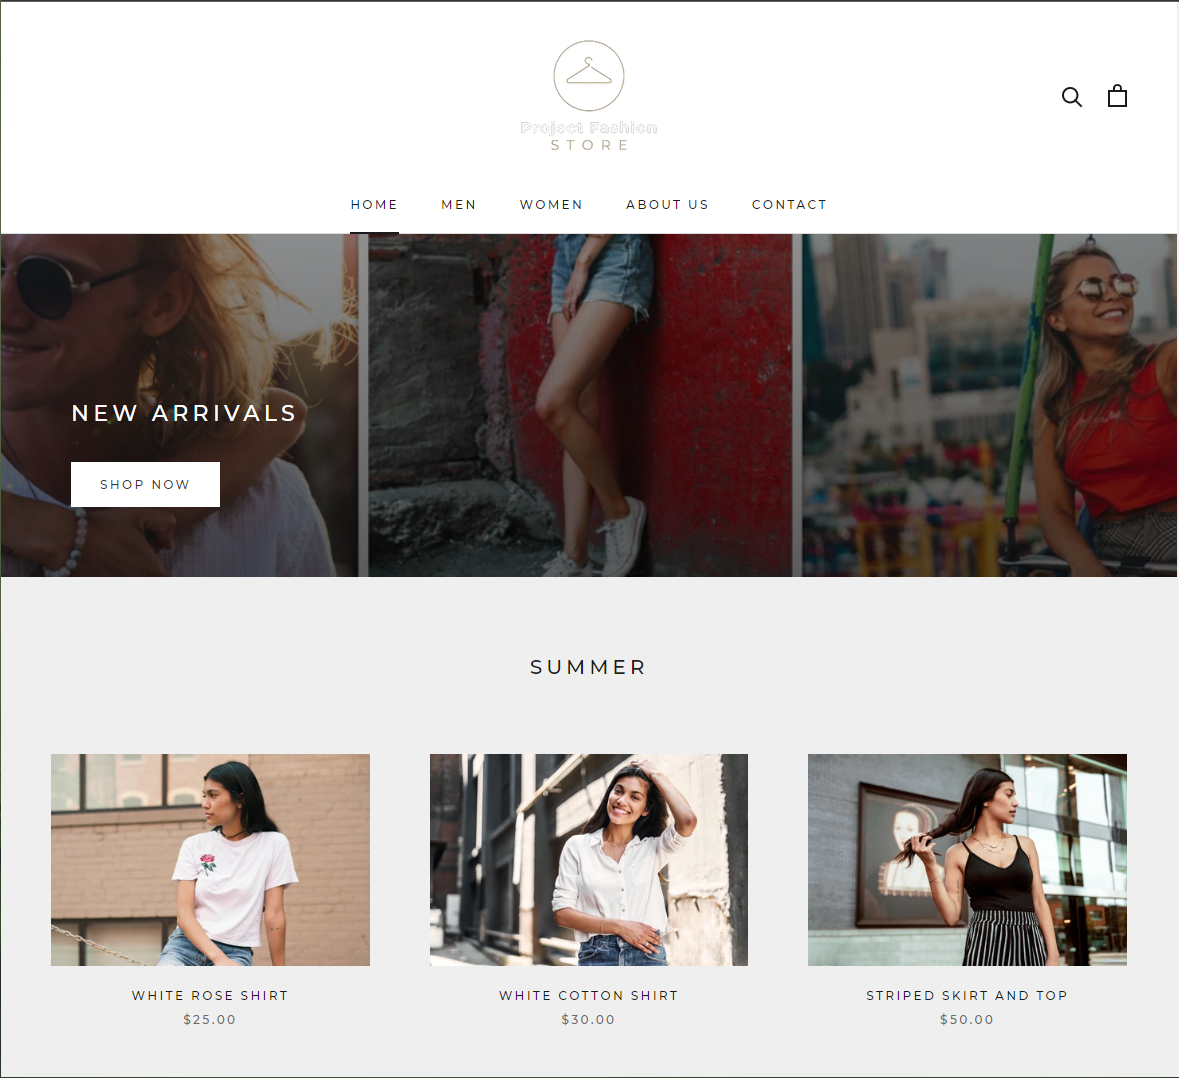 Project Fashion
STORE
HOME MEN WOMEN ABOUT US CONTACT
NEW ARRIVALS
SHOP NOW
SUMMER
WHITE ROSE SHIRT
$25.00
WHITE COTTON SHIRT
$30.00
STRIPED SKIRT AND TOP
$50.00